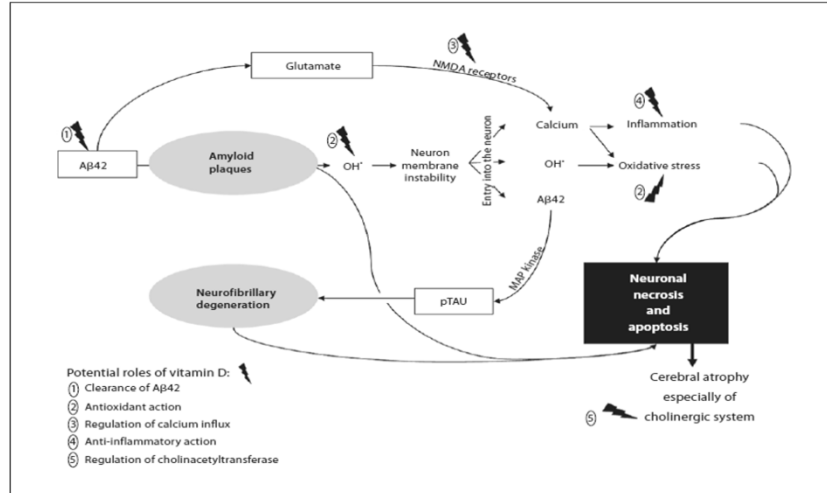 ③
Glutamate
NMDA receptors
①
②
④
Aβ42
Amyloid
plaques
OH•
Neuron
membrane
instability
Entry into the neuron
Calcium
OH•
Aβ42
Inflammation
Oxidative stress
②
MAP kinase
Neurofibrillary
degeneration
pTAU
Neuronal
necrosis
and
apoptosis
Cerebral atrophy
especially of
cholinergic system
⑤
Potential roles of vitamin D:
① Clearance of Aβ42
② Antioxidant action
③ Regulation of calcium influx
④ Anti-inflammatory action
⑤ Regulation of cholinacetyltransferase